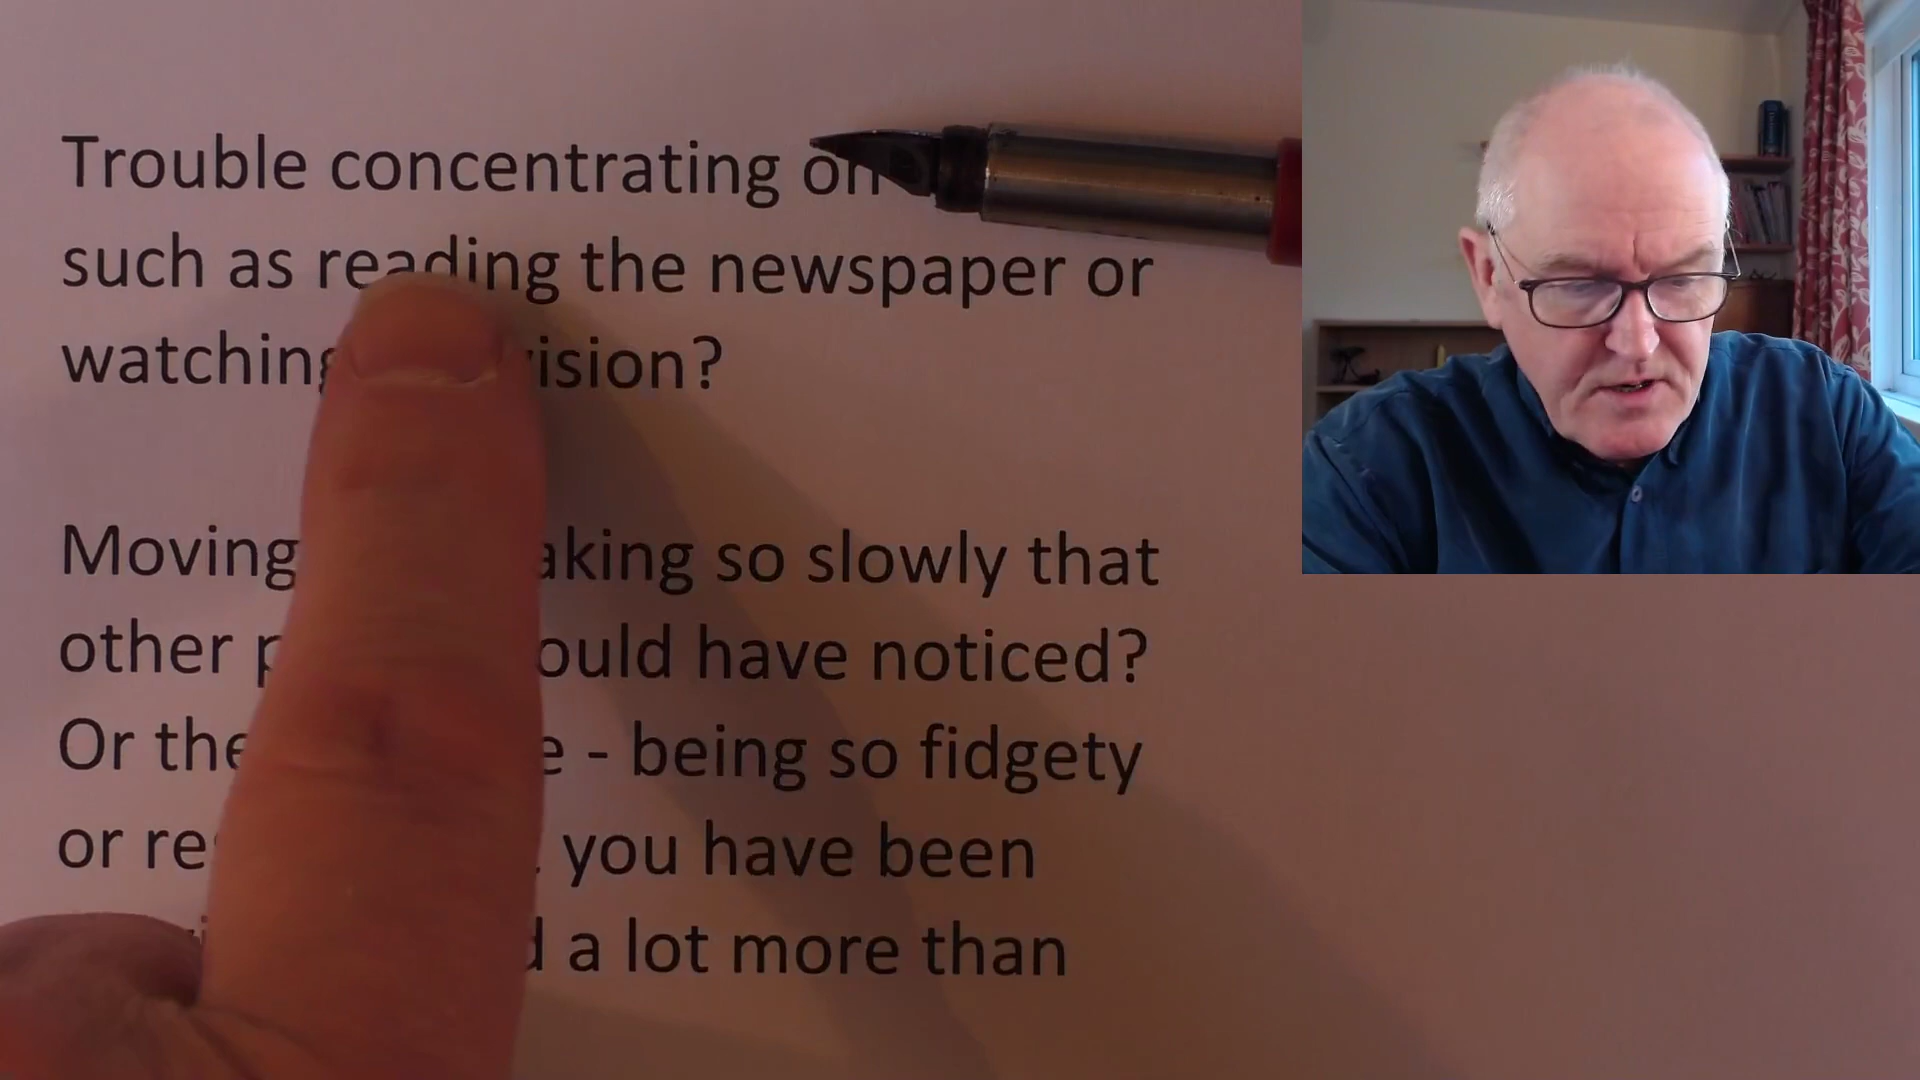 Trouble concentrating on
such as reading the newspaper or
watching vision?
Moving aking so slowly that
other ould have noticed?
Or the e - being so fidgety
or re you have been
a lot more than